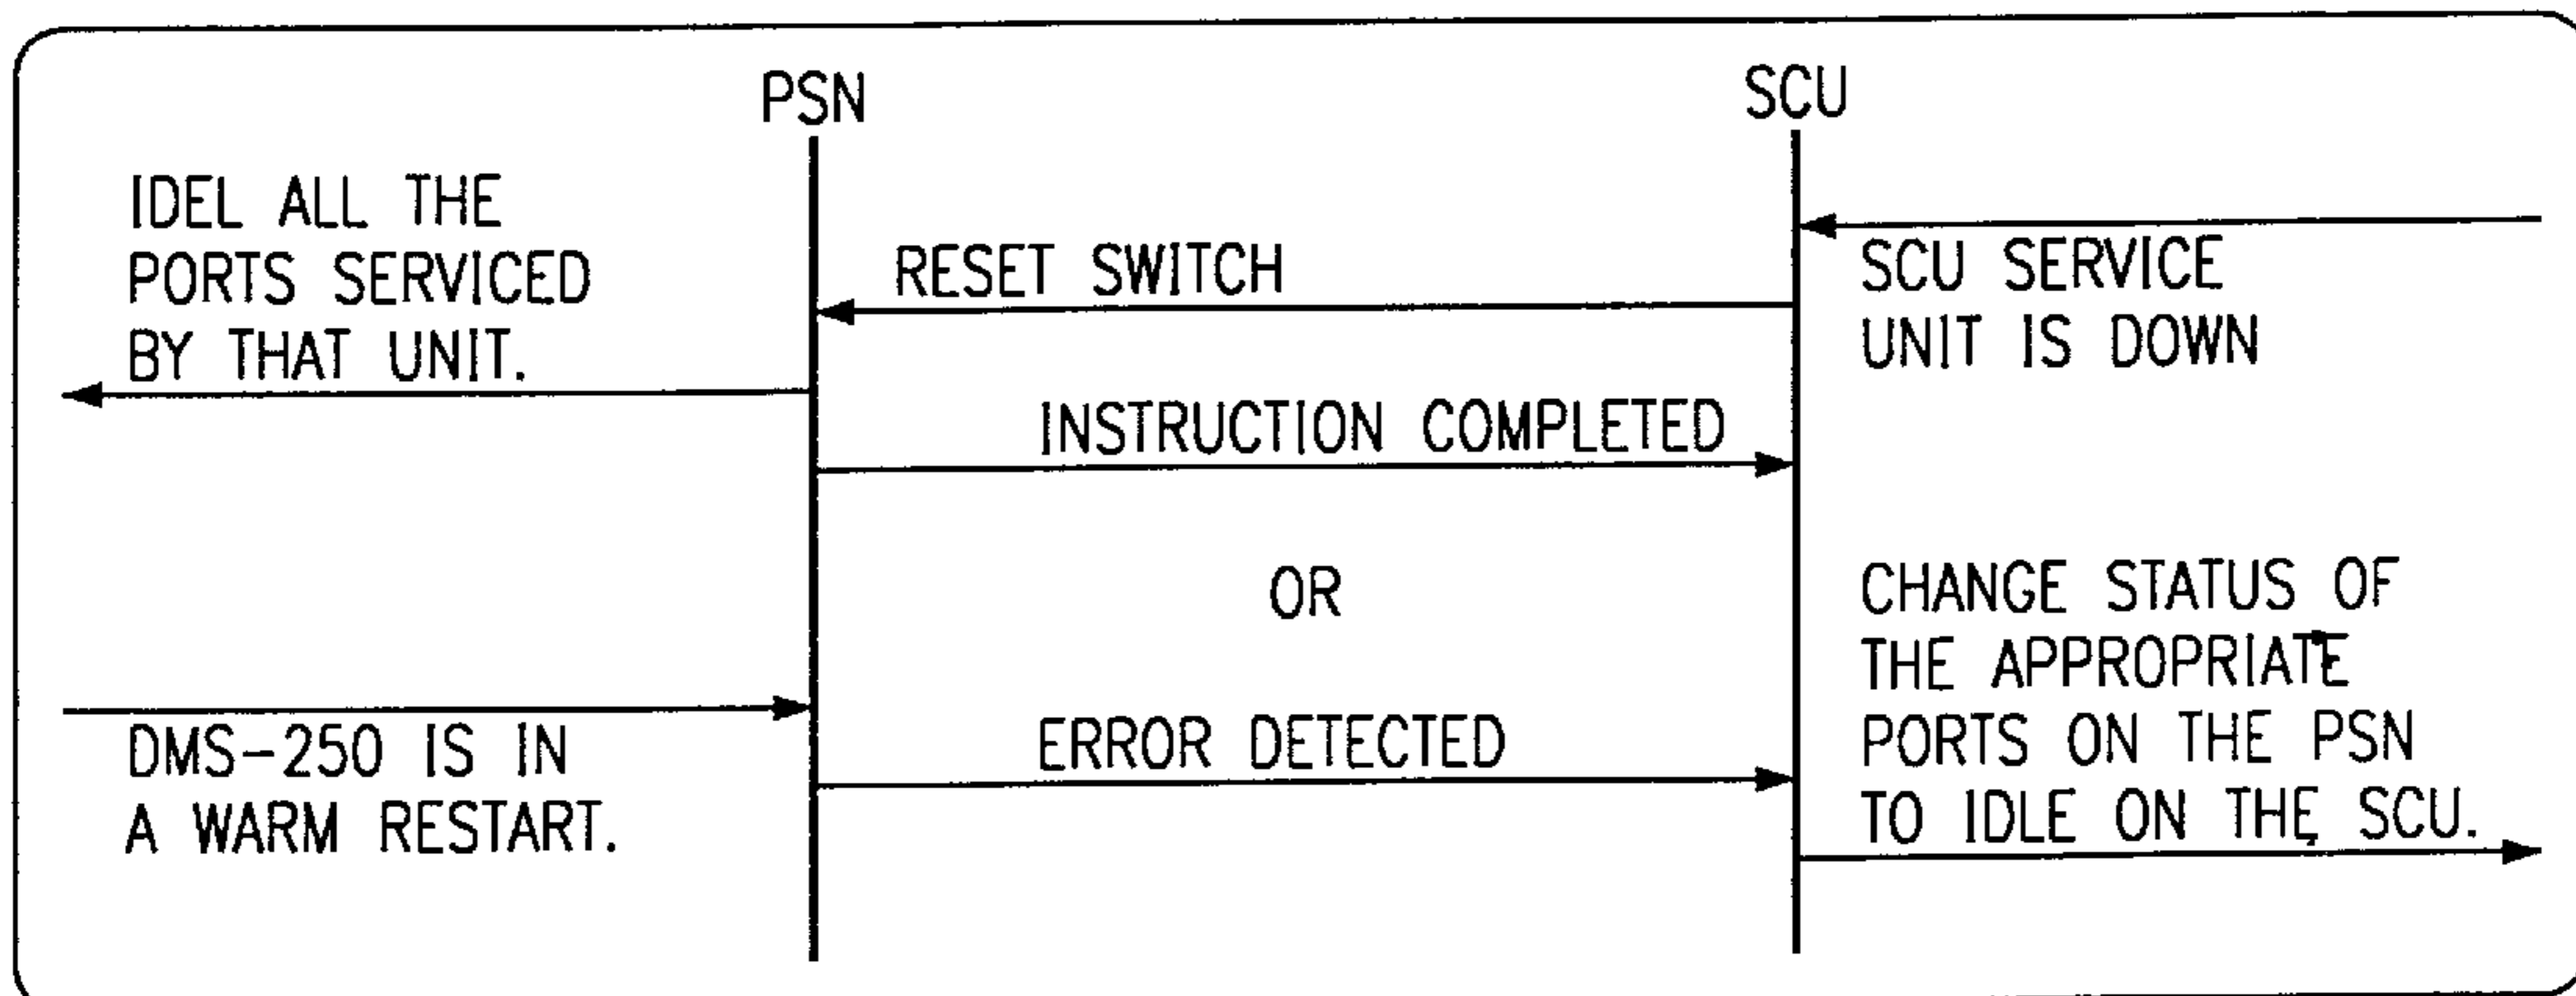 PSN
SCU
IDEL ALL THE
PORTS SERVICED
BY THAT UNIT.
RESET SWITCH
SCU SERVICE
UNIT IS DOWN
INSTRUCTION COMPLETED
OR
DMS-250 IS IN
A WARM RESTART.
ERROR DETECTED
CHANGE STATUS OF
THE APPROPRIATE
PORTS ON THE PSN
TO IDLE ON THE SCU.